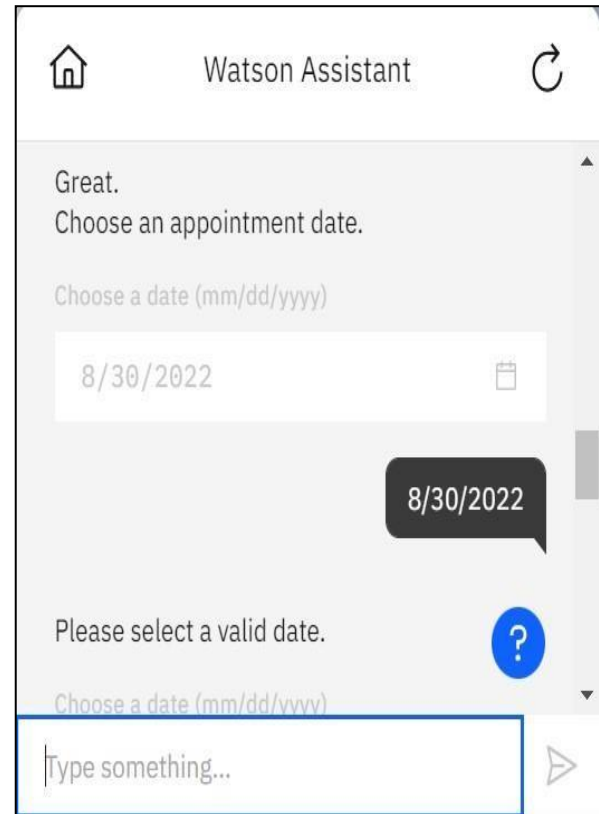 Watson Assistant
Great.
Choose an appointment date.
Choose a date (mm/dd/yyyy)
8/30/2022
8/30/2022
Please select a valid date.
?
Choose a date (mm/dd/yyyy)
Type something...